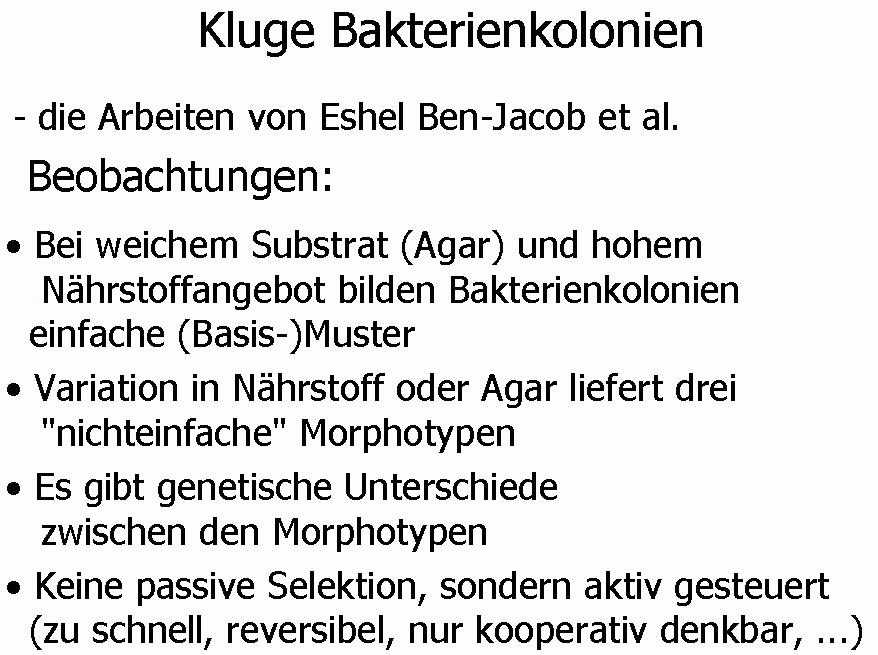 Kluge Bakterienkolonien
- die Arbeiten von Eshel Ben-Jacob et al.
Beobachtungen:
• Bei weichem Substrat (Agar) und hohem
Nährstoffangebot bilden Bakterienkolonien
einfache (Basis-)Muster
• Variation in Nährstoff oder Agar liefert drei
"nichteinfache" Morphotypen
• Es gibt genetische Unterschiede
zwischen den Morphotypen
• Keine passive Selektion, sondern aktiv gesteuert
(zu schnell, reversibel, nur kooperativ denkbar, ...)